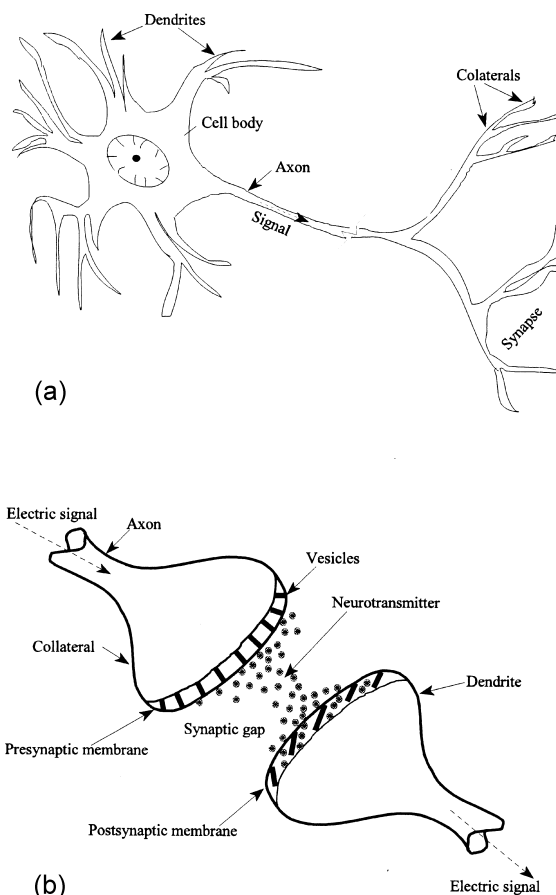 Dendrites
Colaterals
Cell body
Axon
Signal
Synapse
(a)
Electric signal
Axon
Vesicles
Neurotransmitter
Collateral
Dendrite
Synaptic gap
Presynaptic membrane
Postsynaptic membrane
(b)
Electric signal